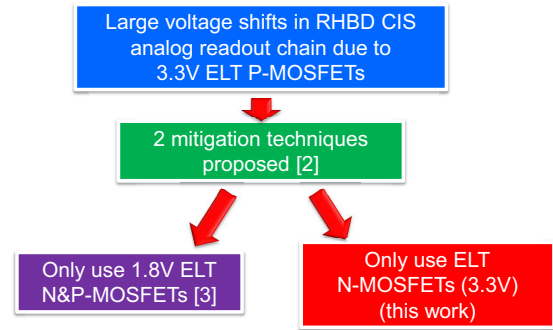 Large voltage shifts in RHBD CIS
analog readout chain due to
3.3V ELT P-MOSFETs
2 mitigation techniques
proposed [2]
Only use 1.8V ELT
N&P-MOSFETs [3]
Only use ELT
N-MOSFETs (3.3V)
(this work)